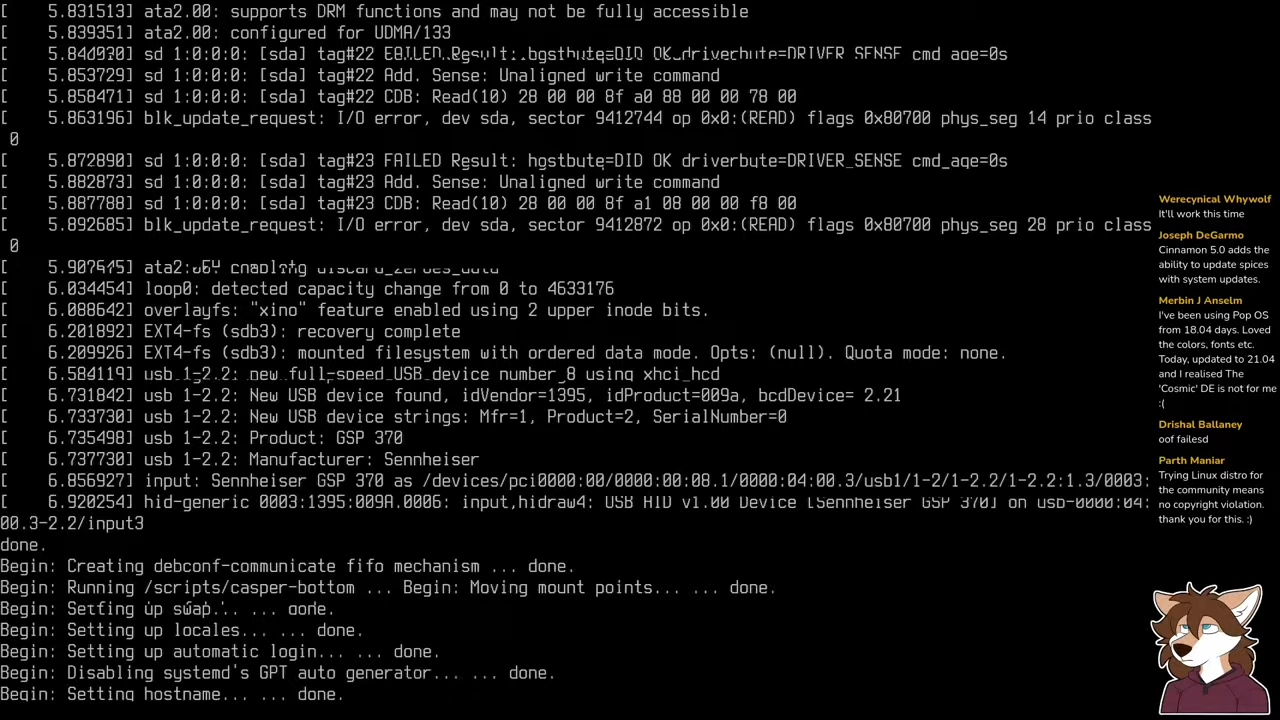 [    5.831513] ata2.00: supports DRM functions and may not be fully accessible
[    5.839351] ata2.00: configured for UDMA/133
[    5.844030] sd 1:0:0:0: [sda] tag#22 FAILED Result: hostbyte=DID_OK driverbyte=DRIVER_SENSE cmd_age=0s
[    5.853729] sd 1:0:0:0: [sda] tag#22 Add. Sense: Unaligned write command
[    5.858471] sd 1:0:0:0: [sda] tag#22 CDB: Read(10) 28 00 00 8f a0 88 00 00 78 00
[    5.863196] blk_update_request: I/O error, dev sda, sector 9412744 op 0x0:(READ) flags 0x80700 phys_seg 14 prio class
0
[    5.872890] sd 1:0:0:0: [sda] tag#23 FAILED Result: hostbyte=DID_OK driverbyte=DRIVER_SENSE cmd_age=0s
[    5.882873] sd 1:0:0:0: [sda] tag#23 Add. Sense: Unaligned write command
[    5.887788] sd 1:0:0:0: [sda] tag#23 CDB: Read(10) 28 00 00 8f a1 08 00 00 f8 00
[    5.892685] blk_update_request: I/O error, dev sda, sector 9412872 op 0x0:(READ) flags 0x80700 phys_seg 28 prio class
0
[    ata2 discard_zeroes_data
[    6.034454] loop0: detected capacity change from 0 to 4633176
[    6.088642] overlayfs: "xino" feature enabled using 2 upper inode bits.
[    6.201892] EXT4-fs (sdb3): recovery complete
[    6.209926] EXT4-fs (sdb3): mounted filesystem with ordered data mode. Opts: (null). Quota mode: none.
[    6.584119] usb 1-2.2: new full-speed USB device number 8 using xhci_hcd
[    6.731842] usb 1-2.2: New USB device found, idVendor=1395, idProduct=009a, bcdDevice= 2.21
[    6.733730] usb 1-2.2: New USB device strings: Mfr=1, Product=2, SerialNumber=0
[    6.735498] usb 1-2.2: Product: GSP 370
[    6.737730] usb 1-2.2: Manufacturer: Sennheiser
[    6.856927] input: Sennheiser GSP 370 as /devices/pci0000:00/0000:00:08.1/0000:04:00.3/usb1/1-2/1-2.2/1-2.2:1.3/0003:
[    6.920254] hid-generic 0003:1395:009A.0006: input,hidraw4: USB HID v1.00 Device [Sennheiser GSP 370] on usb-0000:04:
00.3-2.2/input3
done.
Begin: Creating debconf-communicate fifo mechanism ... done.
Begin: Running /scripts/casper-bottom ... Begin: Moving mount points... ... done.
Begin: Setting up swap... ... done.
Begin: Setting up locales... ... done.
Begin: Setting up automatic login... ... done.
Begin: Disabling systemd's GPT auto generator... ... done.
Begin: Setting hostname... ... done.
Werecynical Whywolf
It'll work this time
Joseph DeGarmo
Cinnamon 5.0 adds the
ability to update spices
with system updates.
Merbin J Anselm
I've been using Pop OS
from 18.04 days. Loved
the colors, fonts etc.
Today, updated to 21.04
and I realised The
'Cosmic' DE is not for me
:(
Drishal Ballaney
oof failesd
Parth Maniar
Trying Linux distro for
the community means
no copyright violation.
thank you for this. :)